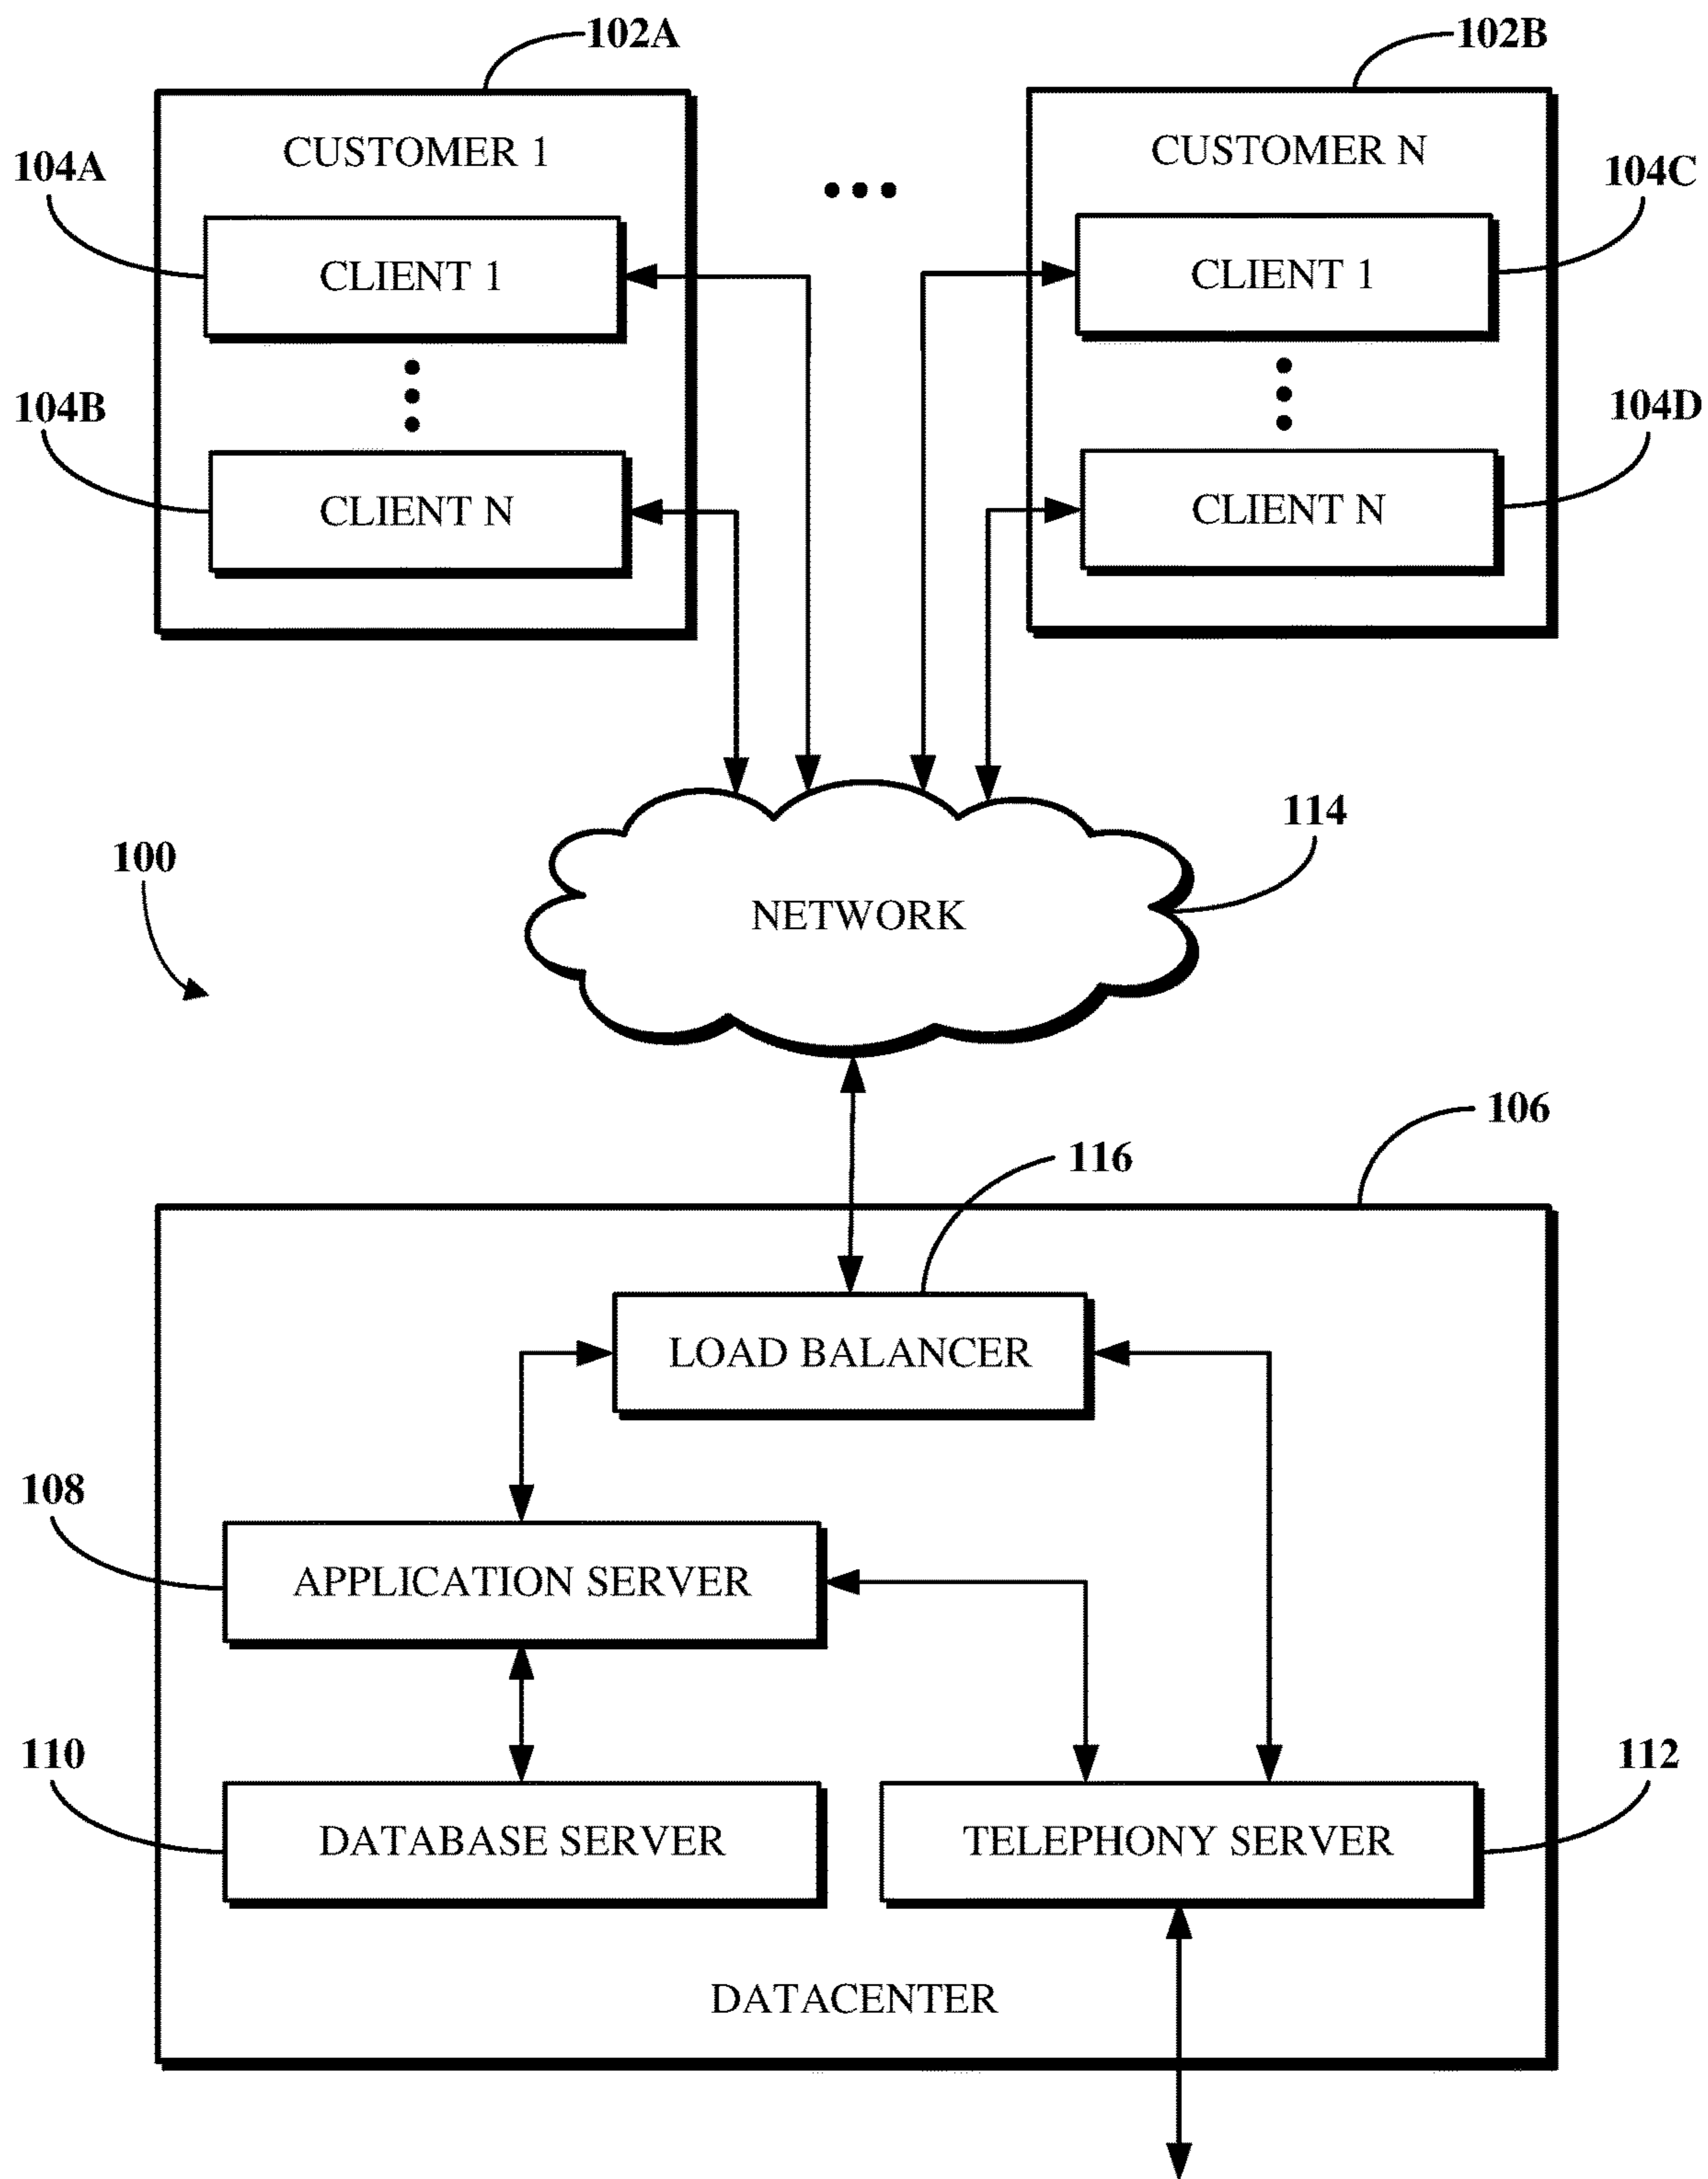 102A
102B
CUSTOMER 1
CUSTOMER N
104A
104C
CLIENT 1
CLIENT 1
104B
104D
CLIENT N
CLIENT N
114
100
NETWORK
106
116
LOAD BALANCER
108
APPLICATION SERVER
110
112
DATABASE SERVER
TELEPHONY SERVER
DATACENTER